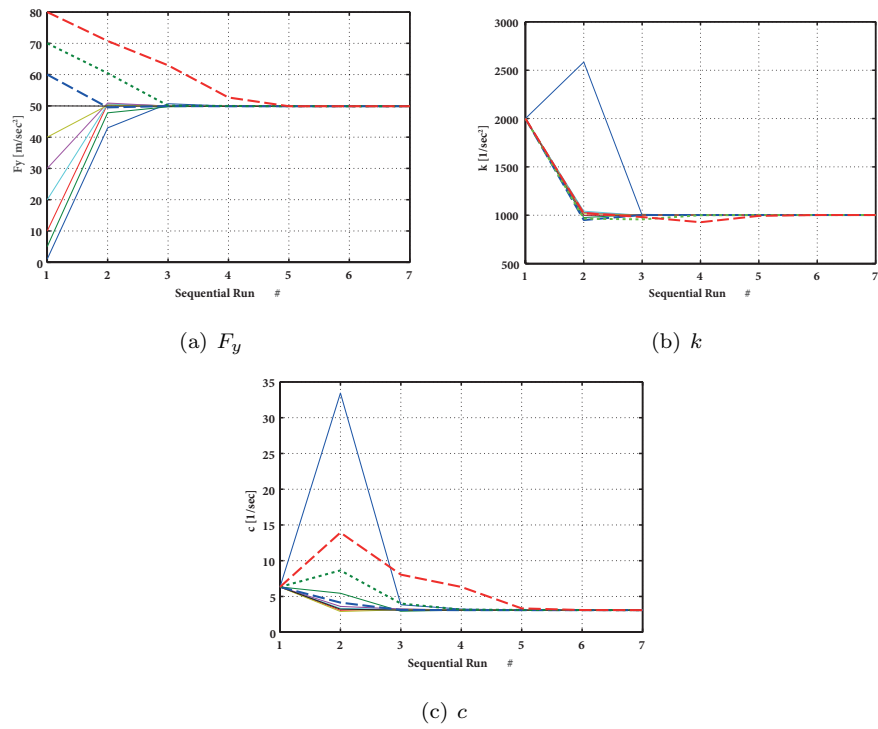 80
70
60
50
40
30
20
10
0
Fy [m/sec²]
1 2 3 4 5 6 7
Sequential Run #
(a) F_y
3000
2500
2000
1500
1000
500
k [1/sec²]
1 2 3 4 5 6 7
Sequential Run #
(b) k
35
30
25
20
15
10
5
0
c [1/sec]
1 2 3 4 5 6 7
Sequential Run #
(c) c